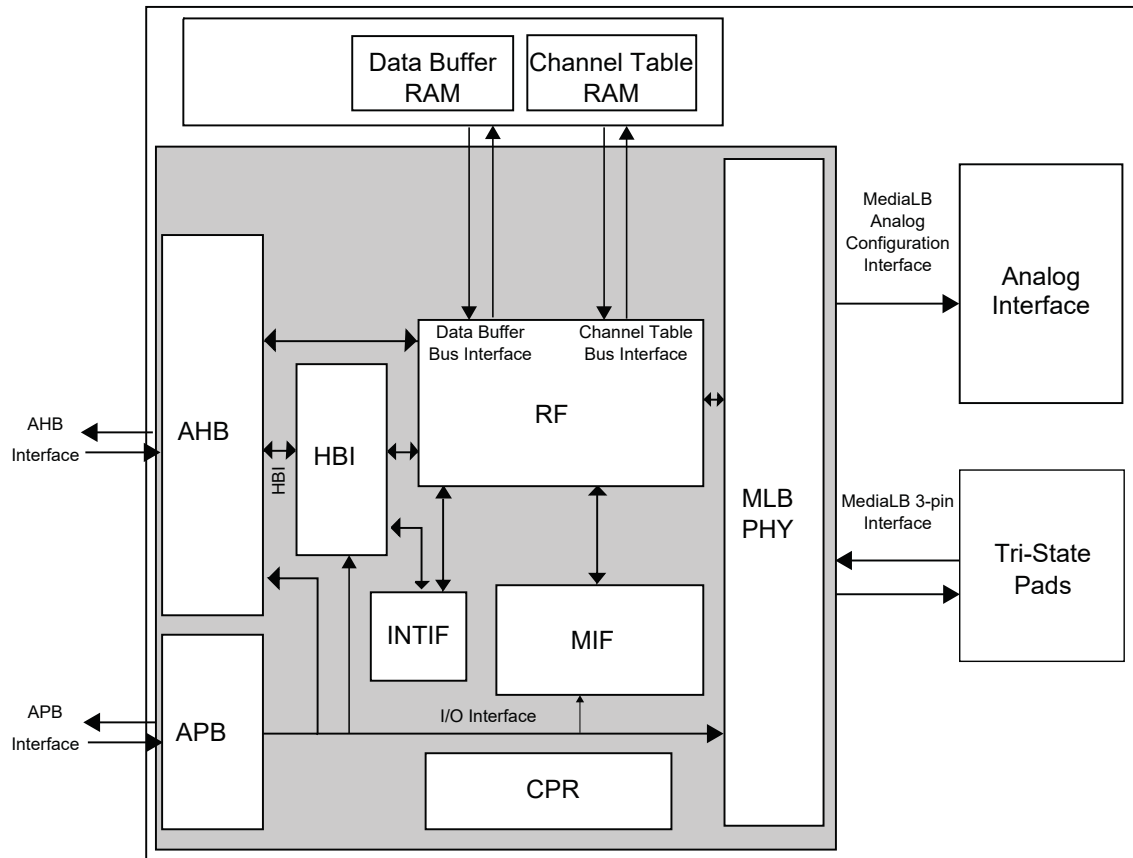 Data Buffer
RAM
Channel Table
RAM
MediaLB
Analog
Configuration
Interface
Analog
Interface
Data Buffer
Bus Interface
Channel Table
Bus Interface
RF
AHB
Interface
AHB
HBI
HBI
MLB
PHY
MediaLB 3-pin
Interface
Tri-State
Pads
INTIF
MIF
APB
Interface
APB
I/O Interface
CPR